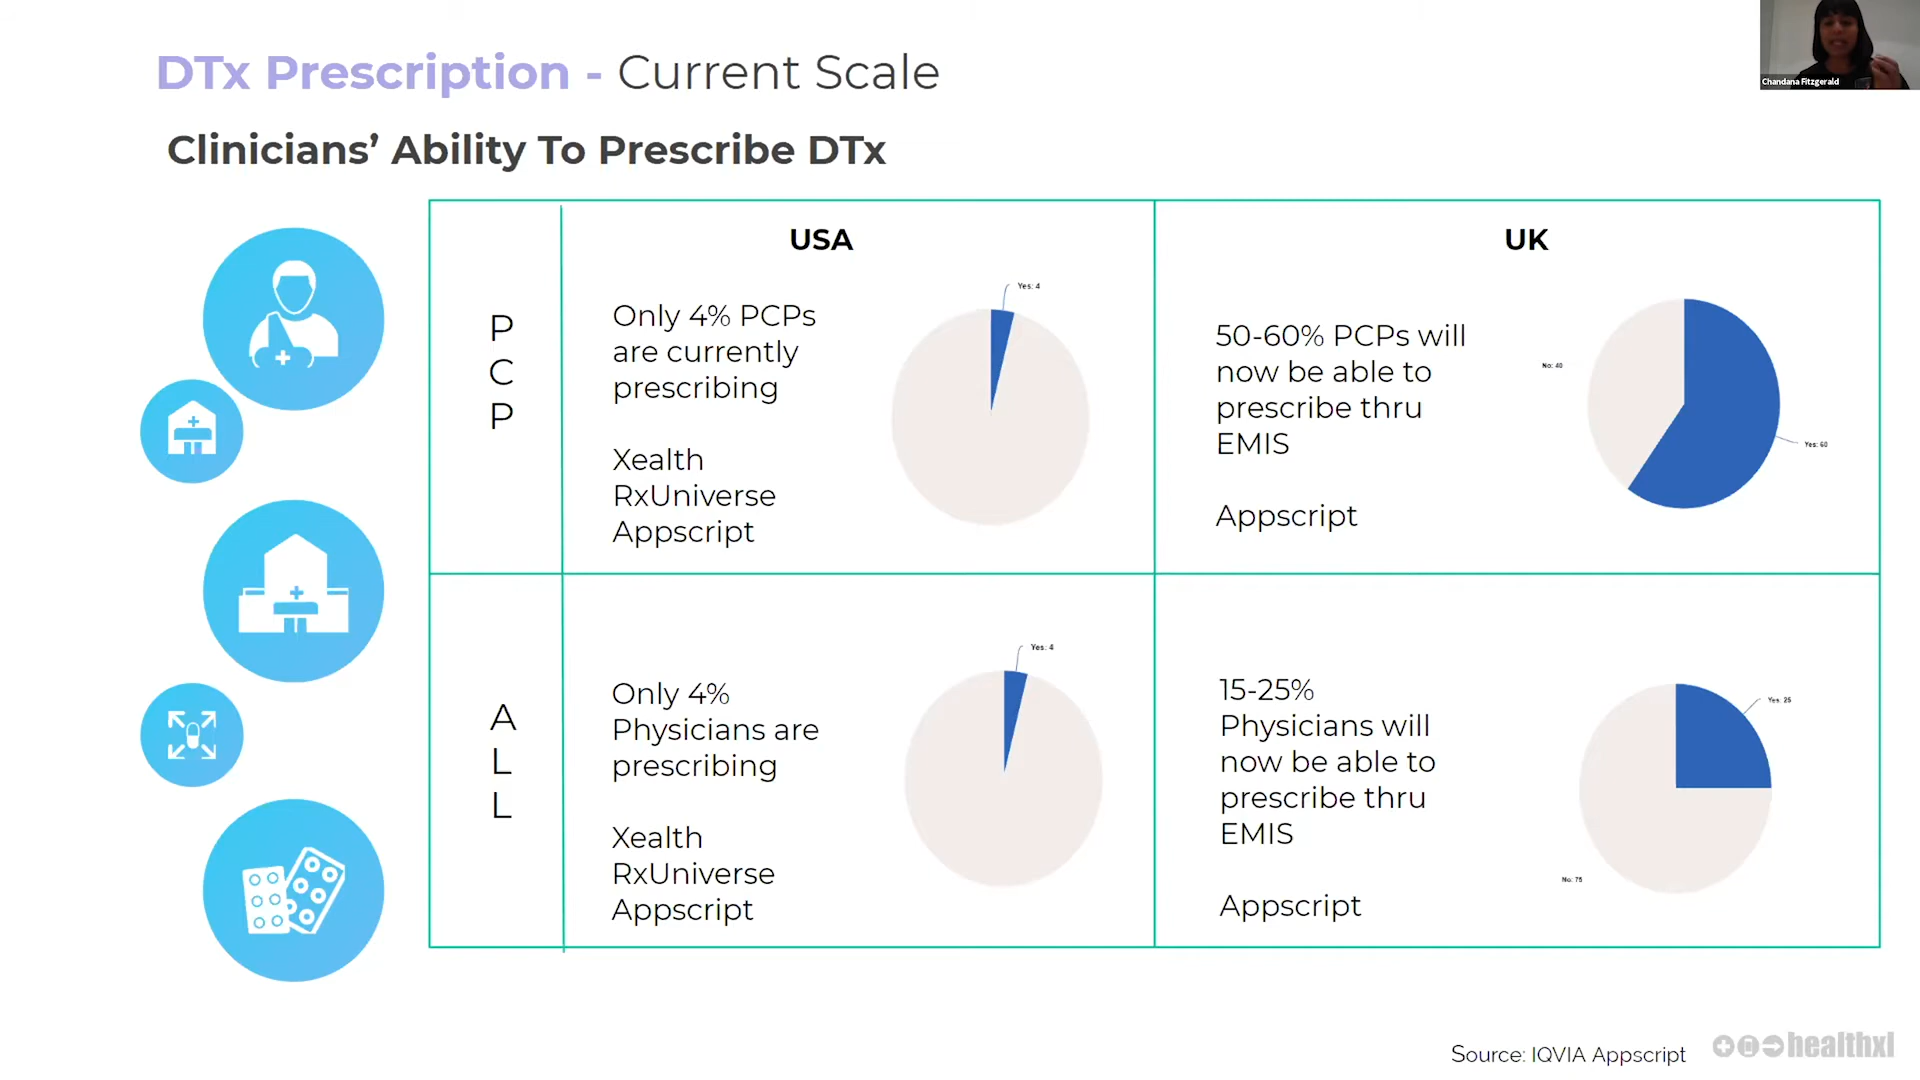 DTx Prescription - Current Scale
Chandana Fitzgerald
Clinicians’ Ability To Prescribe DTx
USA
UK
P
C
P
Only 4% PCPs
are currently
prescribing
Xealth
RxUniverse
Appscript
Yes: 4
50-60% PCPs will
now be able to
prescribe thru
EMIS
Appscript
No: 40
Yes: 60
A
L
L
Only 4%
Physicians are
prescribing
Xealth
RxUniverse
Appscript
Yes: 4
15-25%
Physicians will
now be able to
prescribe thru
EMIS
Appscript
Yes: 25
No: 75
Source: IQVIA Appscript
healthxl